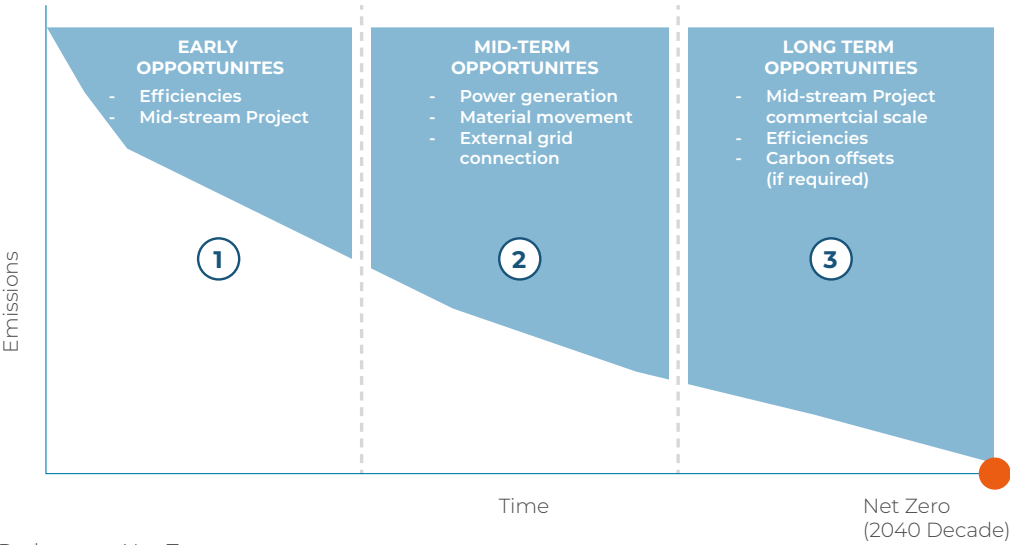 EARLY
OPPORTUNITES
- Efficiencies
- Mid-stream Project
1
MID-TERM
OPPORTUNITES
- Power generation
- Material movement
- External grid
connection
2
LONG TERM
OPPORTUNITIES
- Mid-stream Project
commertcial scale
- Efficiencies
- Carbon offsets
(if required)
3
Emissions
Time
Net Zero
(2040 Decade)